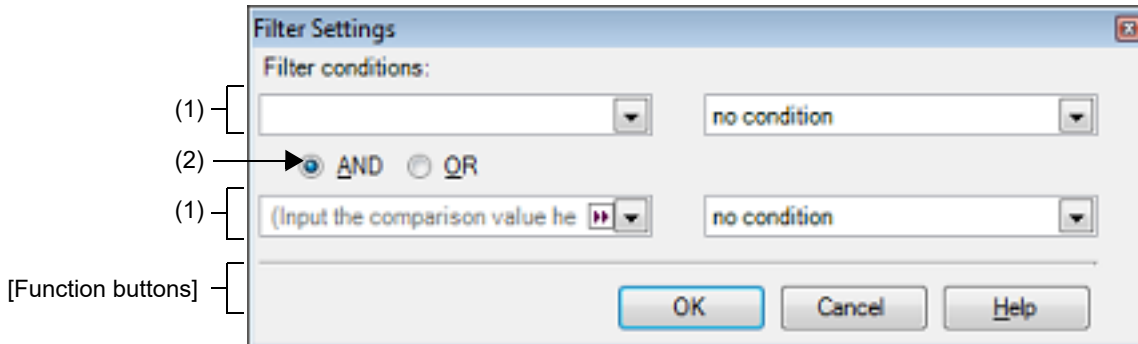 Filter Settings
Filter conditions:
(1)
no condition
(2)
AND OR
(1)
(Input the comparison value he
no condition
[Function buttons]
OK Cancel Help